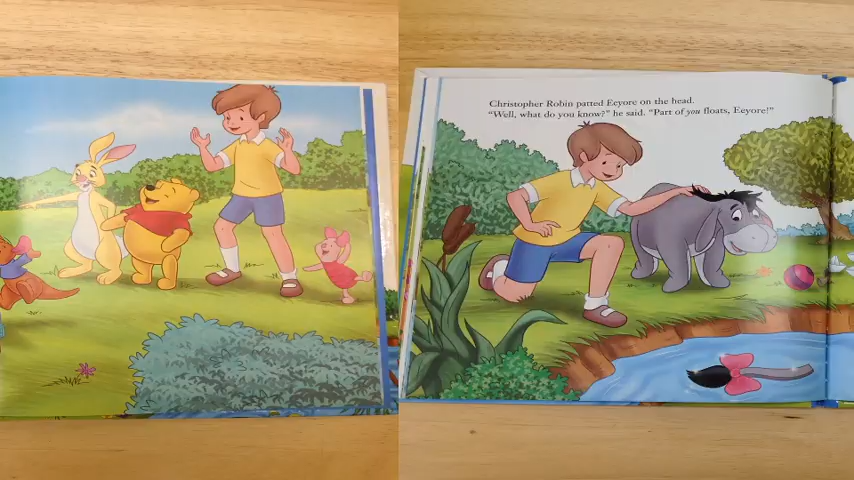 Christopher Robin patted Eeyore on the head.
"Well, what do you know?" he said. "Part of you floats, Eeyore!"